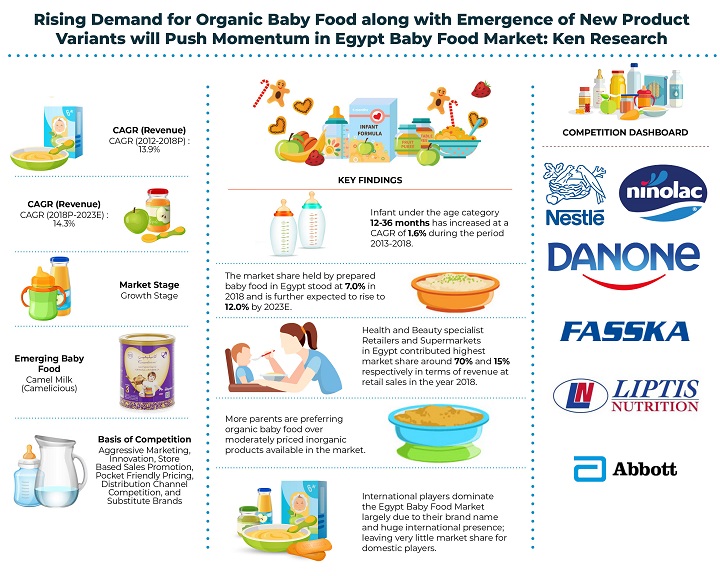 Rising Demand for Organic Baby Food along with Emergence of New Product
Variants will Push Momentum in Egypt Baby Food Market: Ken Research
CAGR (Revenue)
CAGR (2012-2018P) :
13.9%
CAGR (Revenue)
CAGR (2018P-2023E) :
14.3%
Market Stage
Growth Stage
Emerging Baby
Food
Camel Milk
(Camelicious)
Basis of Competition
Aggressive Marketing,
Innovation, Store
Based Sales Promotion,
Pocket Friendly Pricing,
Distribution Channel
Competition, and
Substitute Brands
INFANT
FORMULA
KEY FINDINGS
Infant under the age category
12-36 months has increased at a
CAGR of 1.6% during the period
2013-2018.
The market share held by prepared
baby food in Egypt stood at 7.0% in
2018 and is further expected to rise to
12.0% by 2023E.
Health and Beauty specialist
Retailers and Supermarkets
in Egypt contributed highest
market share around 70% and 15%
respectively in terms of revenue at
retail sales in the year 2018.
More parents are preferring
organic baby food over
moderately priced inorganic
products available in the market.
International players dominate
the Egypt Baby Food Market
largely due to their brand name
and huge international presence;
leaving very little market share for
domestic players.
COMPETITION DASHBOARD
Nestlé
ninolac
DANONE
FASSKA
LN LIPTIS
NUTRITION
Abbott